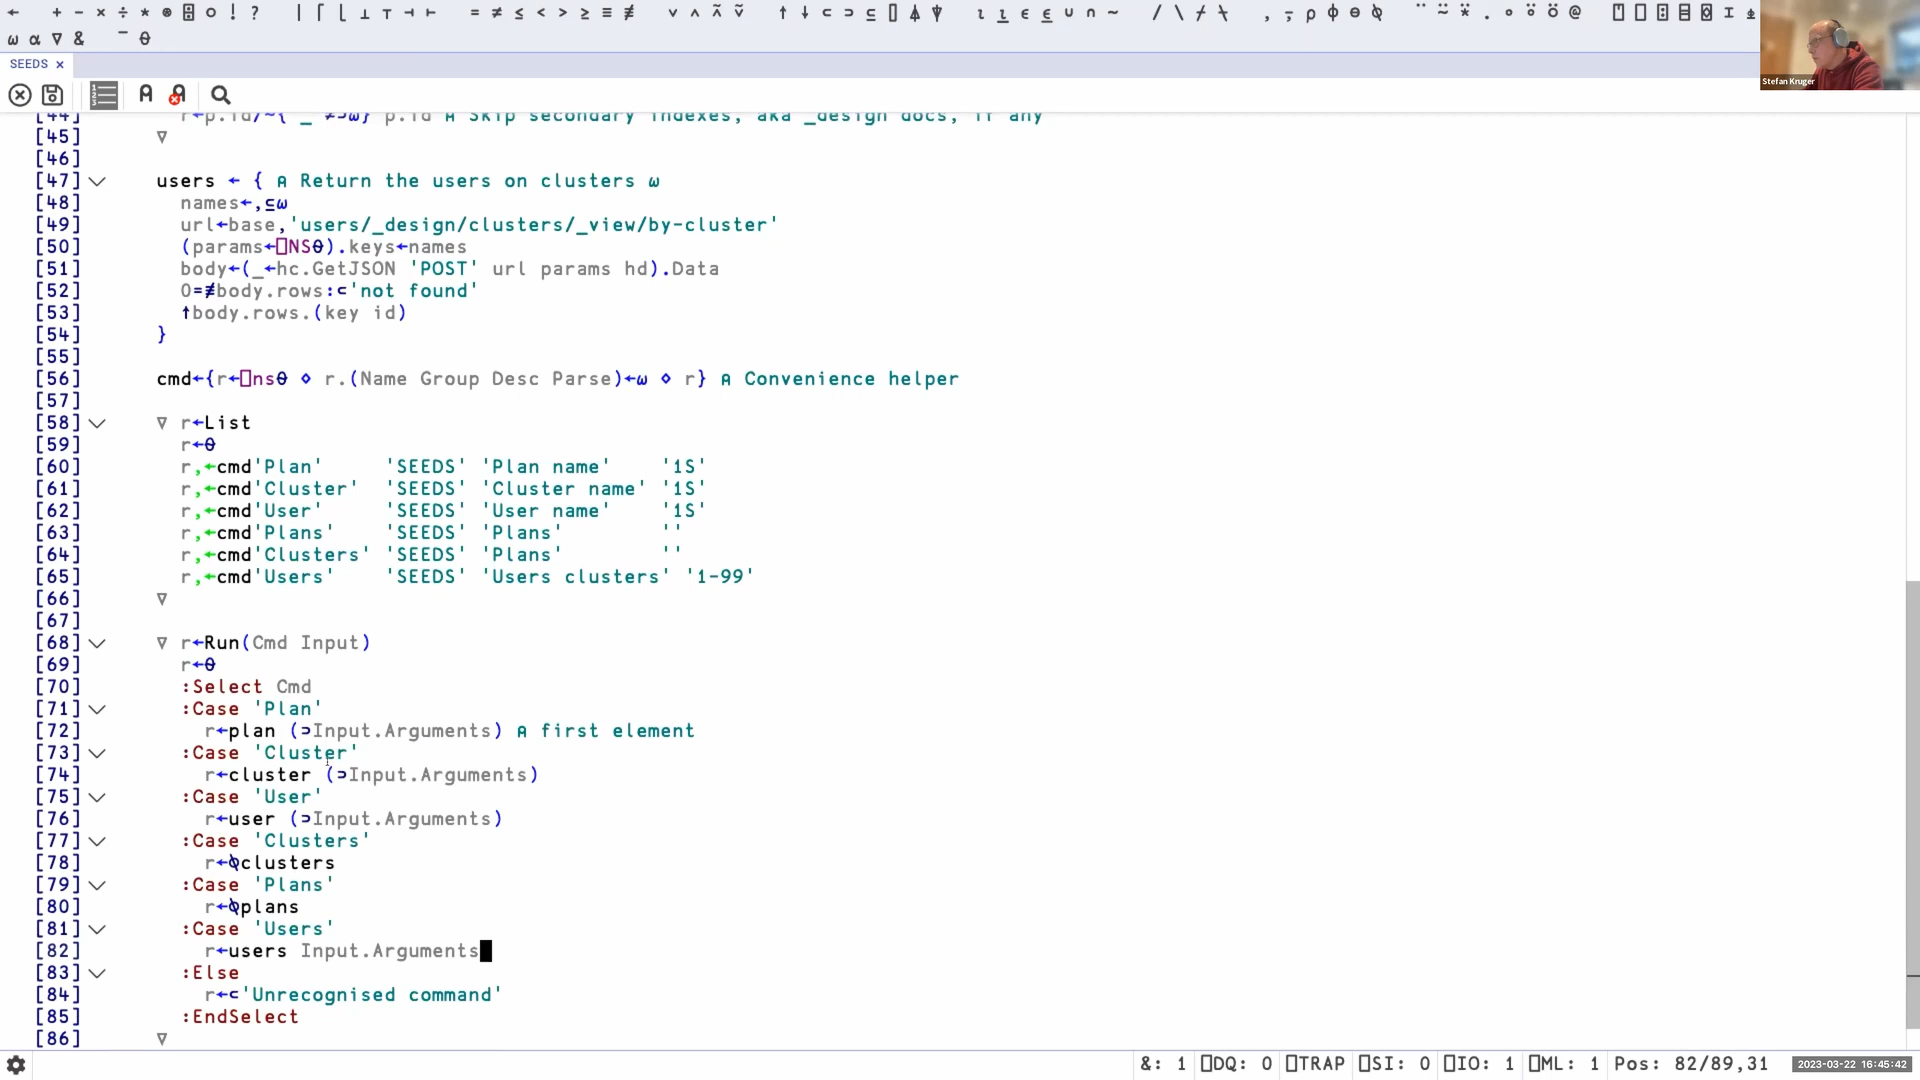 ← + - × ÷ * ⍟ ⌹ ○ ! ? | ⌈ ⌊ ⊥ ⊤ ⊣ ⊢ = ≠ ≤ < > ≥ ≡ ≢ ∨ ∧ ⍲ ⍱ ↑ ↓ ⊂ ⊃ ⊆ ⌷ ⍋ ⍒ ⍳ ⍸ ∊ ⍷ ∪ ∩ ~ / \ ⌿ ⍀ , ⍪ ⍴ ⌽ ⊖ ⍉ ¨ ⍨ ⍣ . ∘ ⍤ ⍥ @ ⍞ ⎕ ⍠ ⌸ ⌺ ⌶ ⍎
⍵ ⍺ ∇ & ¯ ⍬
Stefan Kruger
SEEDS ×
[44] r←p.id/⍨{'_'≠⊃⍵}¨p.id ⍝ Skip secondary indexes, aka _design docs, if any
[45] ∇
[46]
[47] users ← { ⍝ Return the users on clusters ⍵
[48] names←,⊆⍵
[49] url←base,'users/_design/clusters/_view/by-cluster'
[50] (params←⎕NS⍬).keys←names
[51] body←(_←hc.GetJSON 'POST' url params hd).Data
[52] 0=≢body.rows:⊂'not found'
[53] ↑body.rows.(key id)
[54] }
[55]
[56] cmd←{r←⎕ns⍬ ⋄ r.(Name Group Desc Parse)←⍵ ⋄ r} ⍝ Convenience helper
[57]
[58] ∇ r←List
[59] r←⍬
[60] r,←cmd'Plan' 'SEEDS' 'Plan name' '1S'
[61] r,←cmd'Cluster' 'SEEDS' 'Cluster name' '1S'
[62] r,←cmd'User' 'SEEDS' 'User name' '1S'
[63] r,←cmd'Plans' 'SEEDS' 'Plans' ''
[64] r,←cmd'Clusters' 'SEEDS' 'Plans' ''
[65] r,←cmd'Users' 'SEEDS' 'Users clusters' '1-99'
[66] ∇
[67]
[68] ∇ r←Run(Cmd Input)
[69] r←⍬
[70] :Select Cmd
[71] :Case 'Plan'
[72] r←plan (⊃Input.Arguments) ⍝ first element
[73] :Case 'Cluster'
[74] r←cluster (⊃Input.Arguments)
[75] :Case 'User'
[76] r←user (⊃Input.Arguments)
[77] :Case 'Clusters'
[78] r←⍉clusters
[79] :Case 'Plans'
[80] r←⍉plans
[81] :Case 'Users'
[82] r←users Input.Arguments
[83] :Else
[84] r←⊂'Unrecognised command'
[85] :EndSelect
[86] ∇
&: 1 ⎕DQ: 0 ⎕TRAP ⎕SI: 0 ⎕IO: 1 ⎕ML: 1 Pos: 82/89,31 2023-03-22 16:45:42